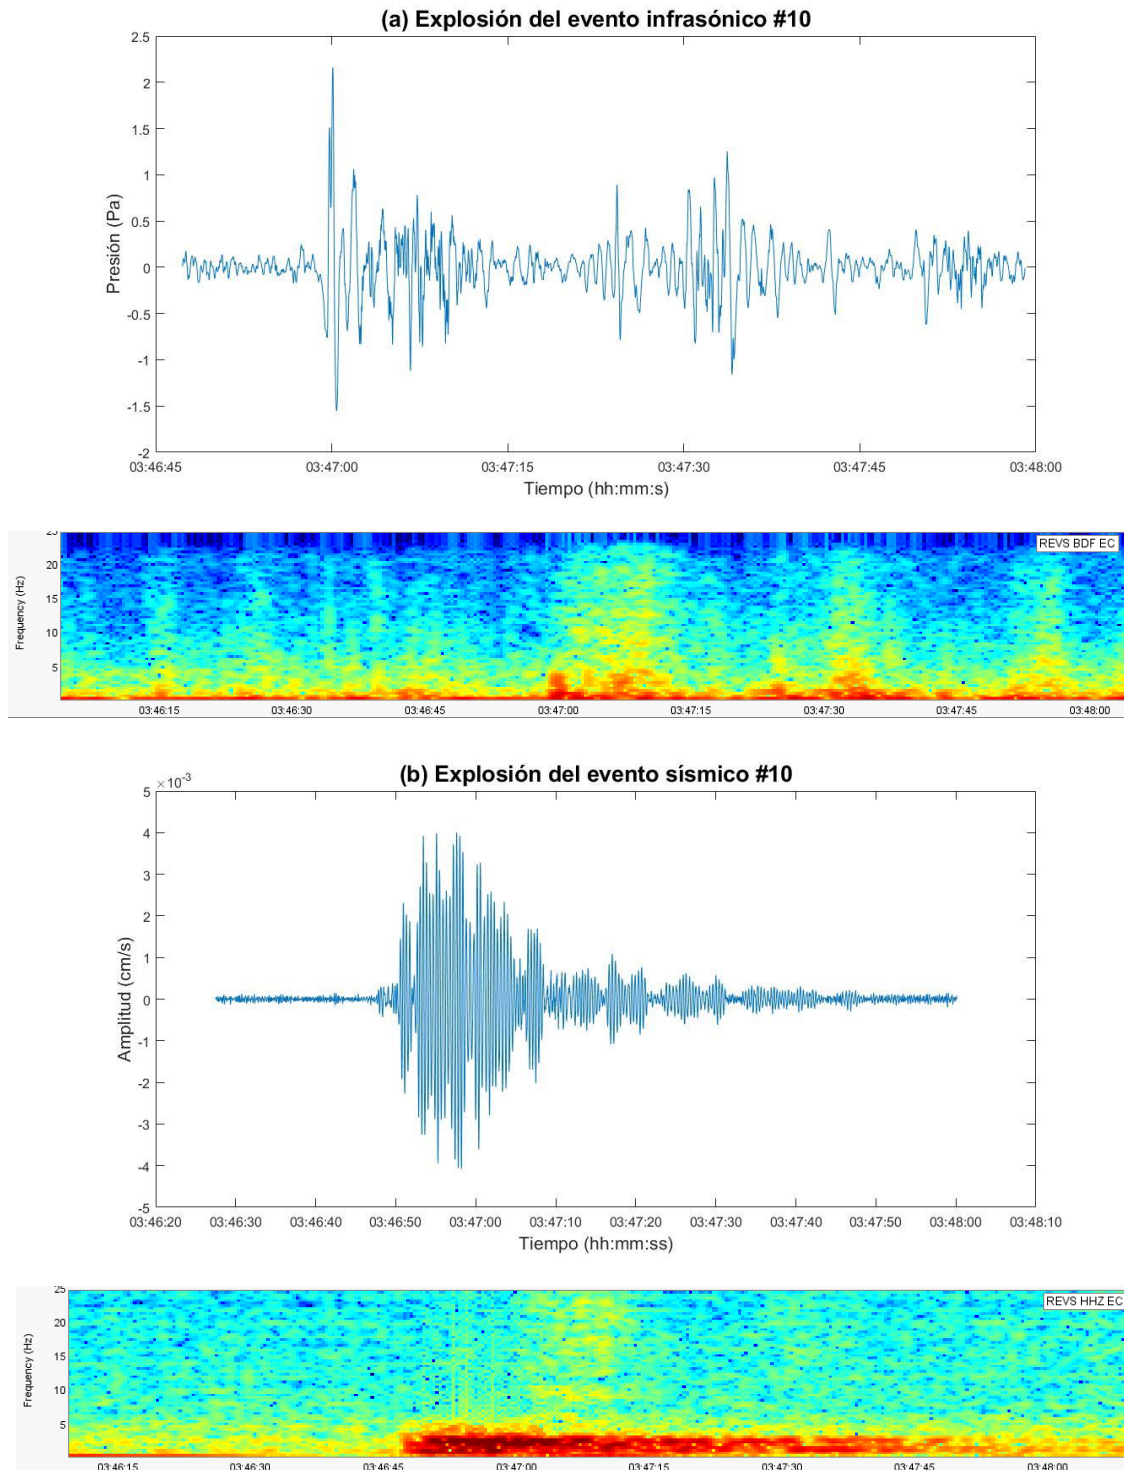 (a) Explosión del evento infrasónico #10
2.5
2
1.5
1
0.5
0
-0.5
-1
-1.5
-2
Presión (Pa)
03:46:45 03:47:00 03:47:15 03:47:30 03:47:45 03:48:00
Tiempo (hh:mm:s)
25
20
15
10
5
Frequency (Hz)
REVS BDF EC
03:46:15 03:46:30 03:46:45 03:47:00 03:47:15 03:47:30 03:47:45 03:48:00
(b) Explosión del evento sísmico #10
×10-3
5
4
3
2
1
0
-1
-2
-3
-4
-5
Amplitud (cm/s)
03:46:20 03:46:30 03:46:40 03:46:50 03:47:00 03:47:10 03:47:20 03:47:30 03:47:40 03:47:50 03:48:00 03:48:10
Tiempo (hh:mm:ss)
25
20
15
10
5
Frequency (Hz)
REVS HHZ EC
03:46:15 03:46:30 03:46:45 03:47:00 03:47:15 03:47:30 03:47:45 03:48:00